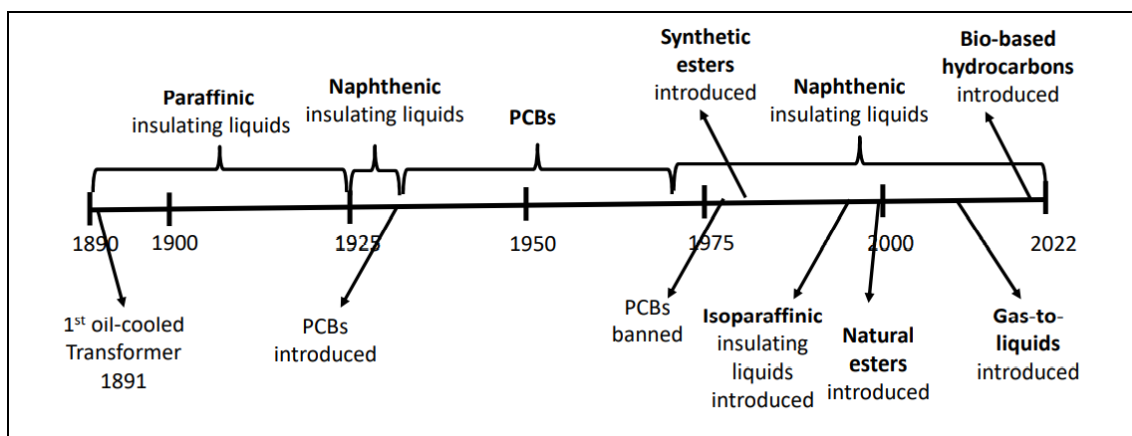 Paraffinic
insulating liquids
Naphthenic
insulating liquids
PCBs
Synthetic
esters
introduced
Naphthenic
insulating liquids
Bio-based
hydrocarbons
introduced
1890
1900
1925
1950
1975
2000
2022
1st oil-cooled
Transformer
1891
PCBs
introduced
PCBs
banned
Isoparaffinic
insulating
liquids
introduced
Natural
esters
introduced
Gas-to-
liquids
introduced